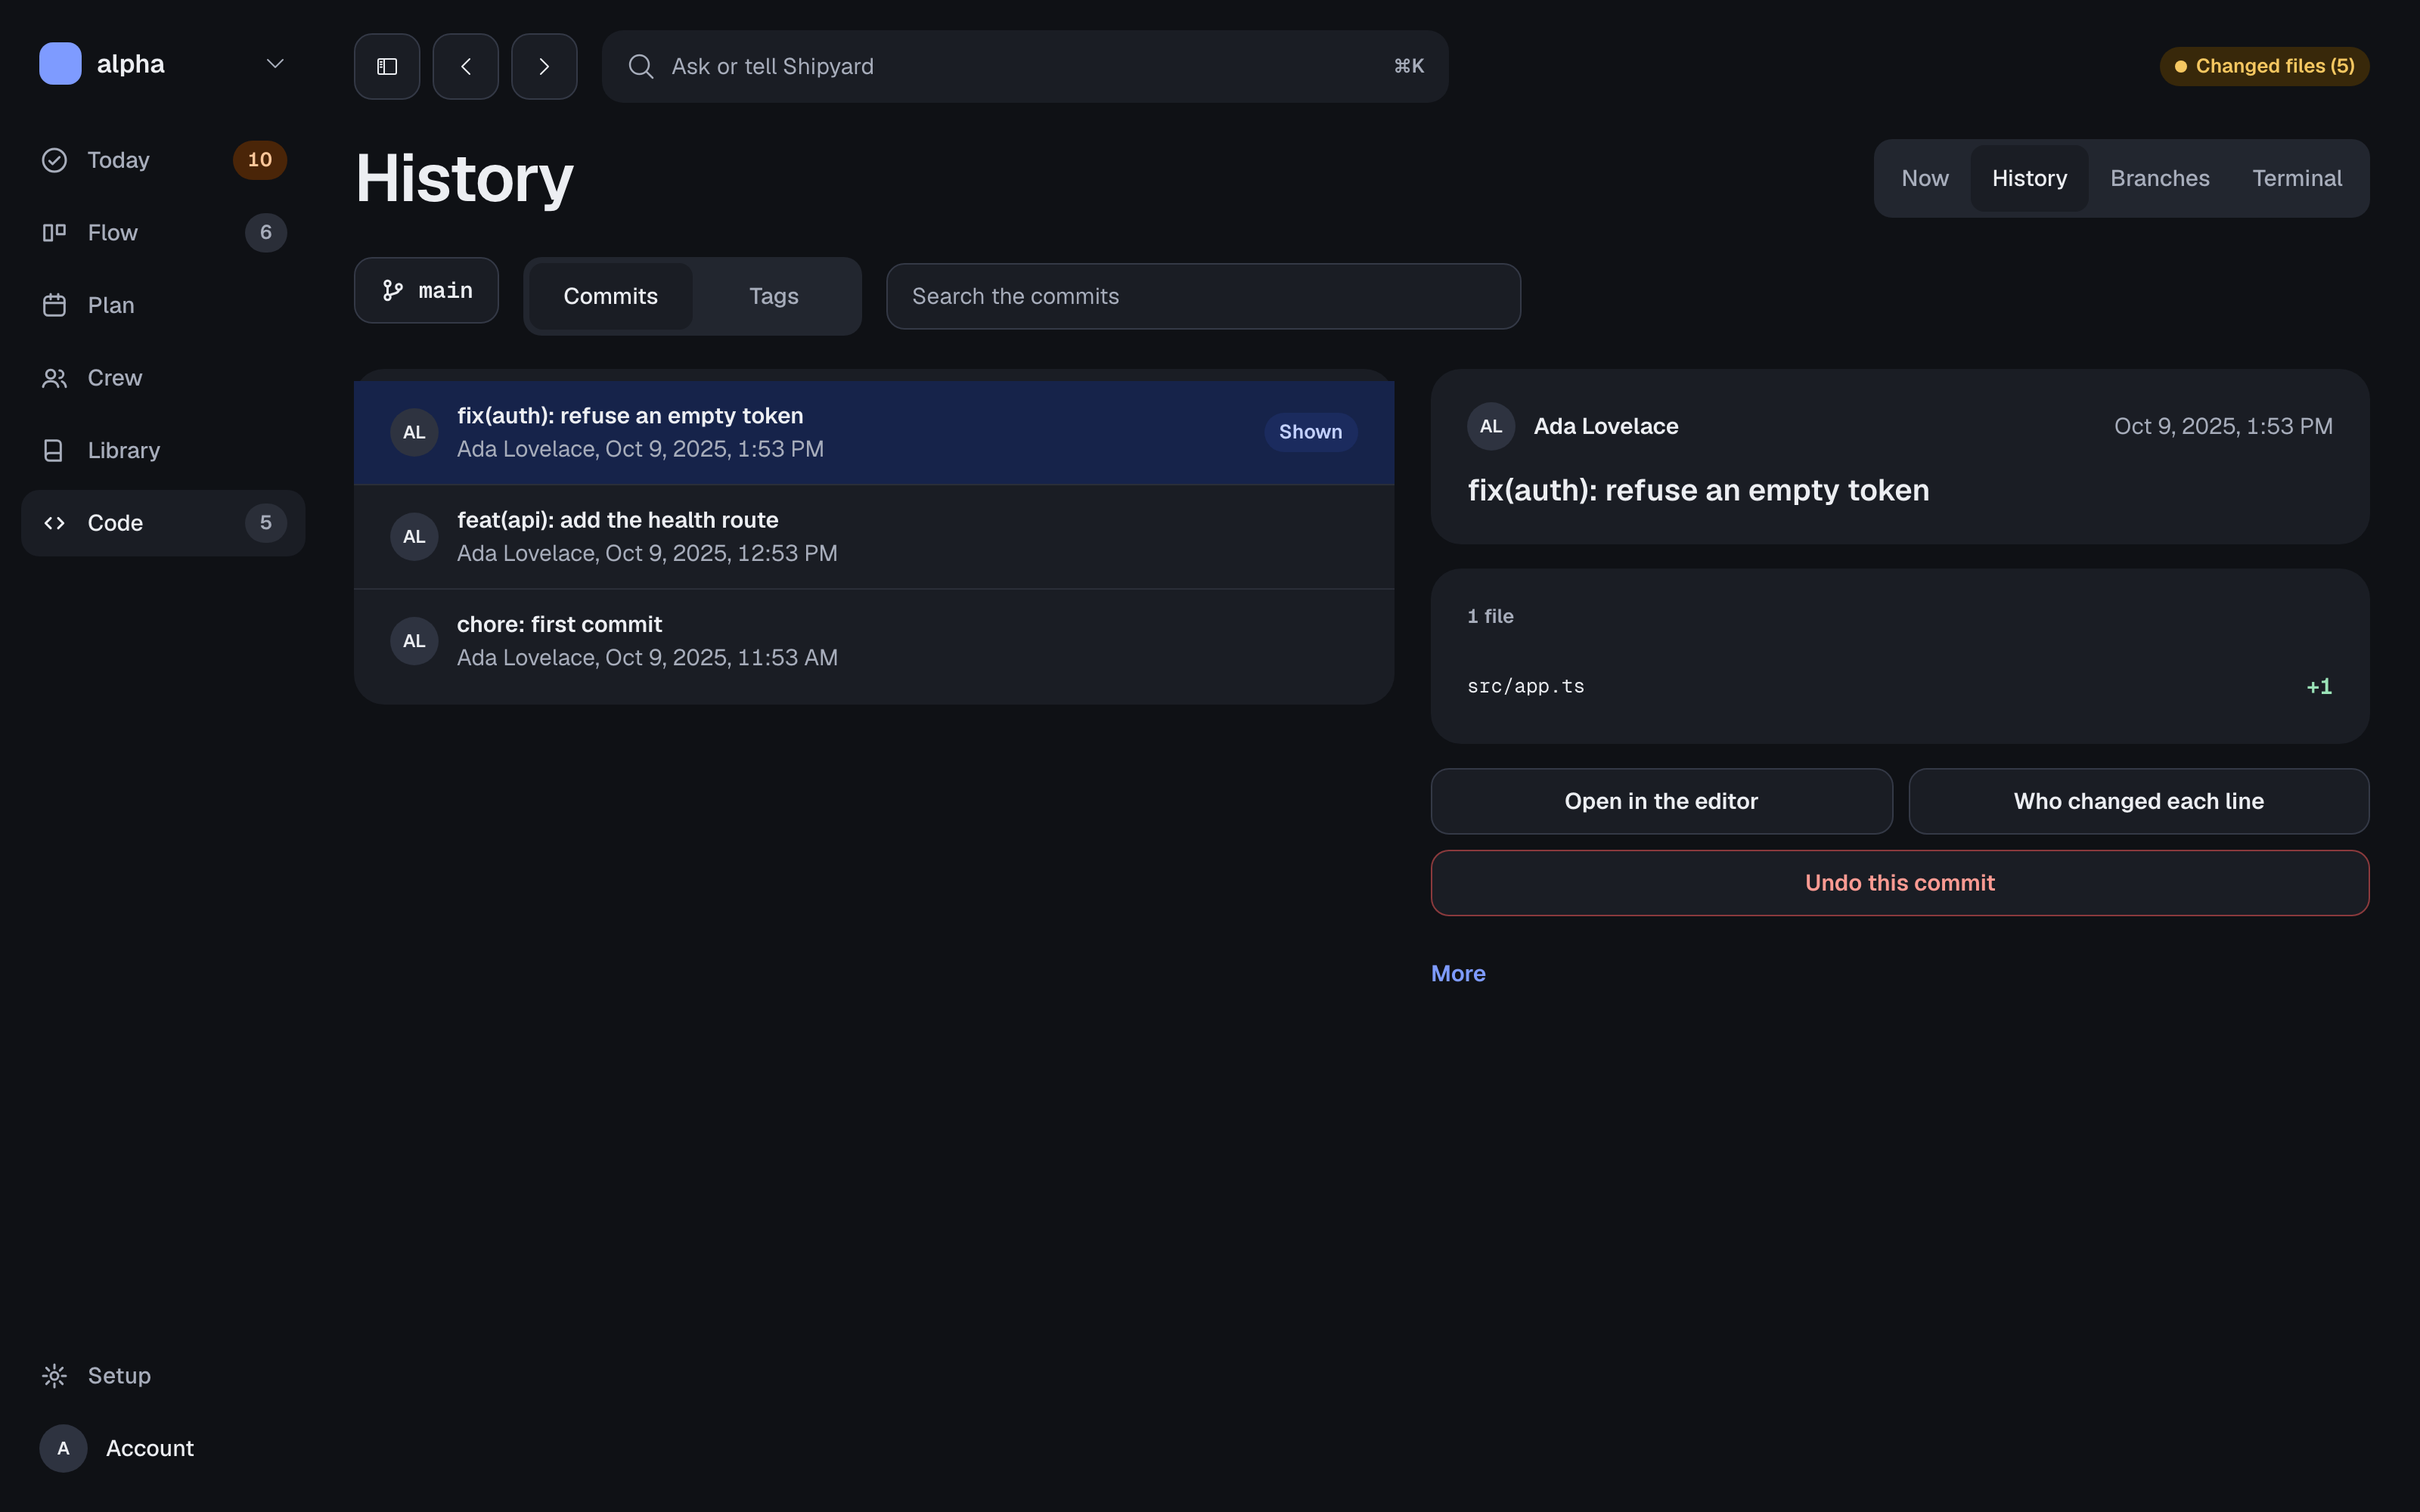 alpha
Ask or tell Shipyard
⌘K
Changed files (5)
Today
10
Flow
6
Plan
Crew
Library
Code
5
Setup
A
Account
History
Now
History
Branches
Terminal
main
Commits
Tags
Search the commits
AL
fix(auth): refuse an empty token
Ada Lovelace, Oct 9, 2025, 1:53 PM
Shown
AL
feat(api): add the health route
Ada Lovelace, Oct 9, 2025, 12:53 PM
AL
chore: first commit
Ada Lovelace, Oct 9, 2025, 11:53 AM
AL
Ada Lovelace
Oct 9, 2025, 1:53 PM
fix(auth): refuse an empty token
1 file
src/app.ts
+1
Open in the editor
Who changed each line
Undo this commit
More